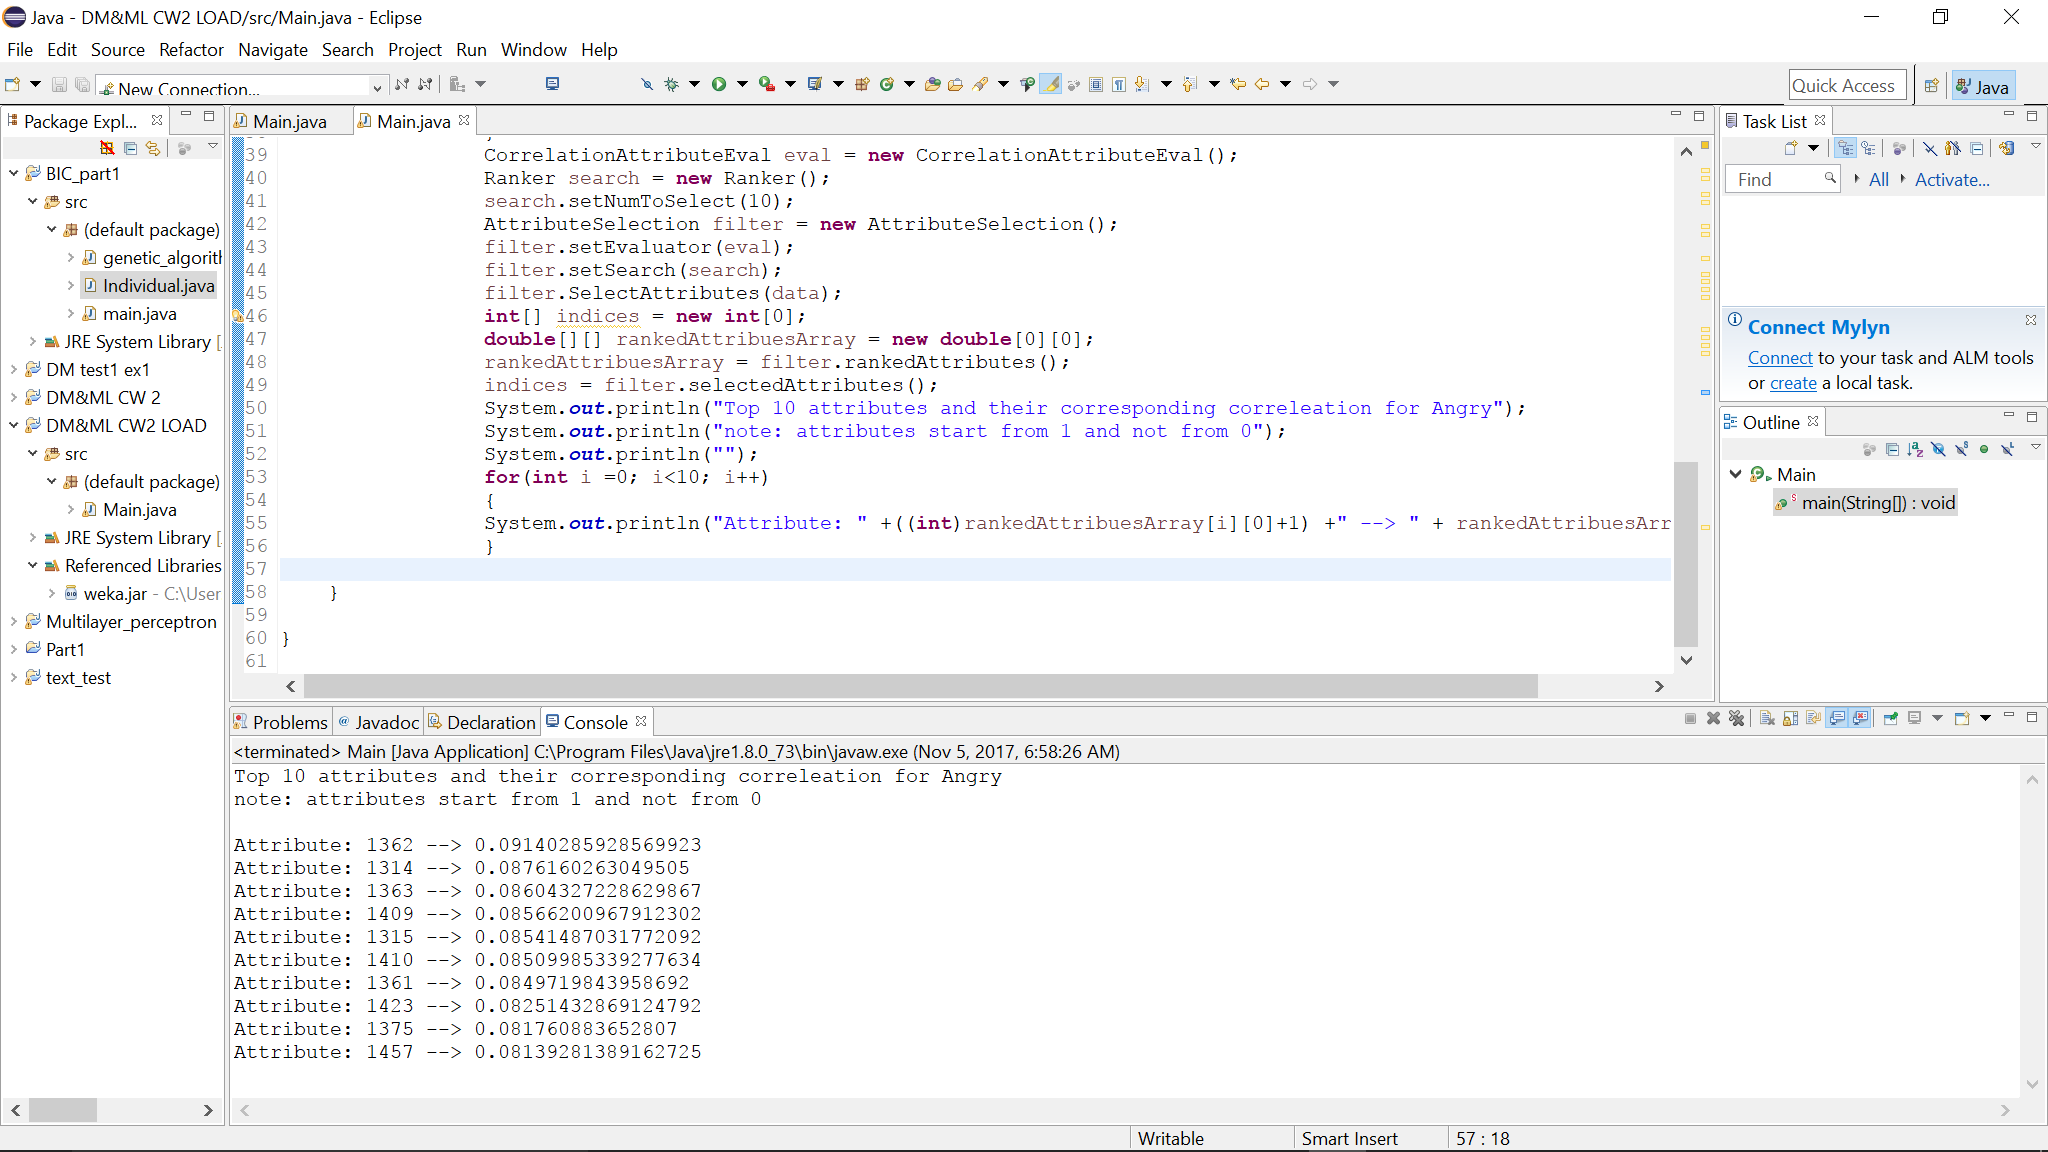 Java - DM&ML CW2 LOAD/src/Main.java - Eclipse
File Edit Source Refactor Navigate Search Project Run Window Help
New Connection...
Quick Access
Java
Package Expl...
BIC_part1
src
(default package)
genetic_algorith
Individual.java
main.java
JRE System Library [
DM test1 ex1
DM&ML CW 2
DM&ML CW2 LOAD
src
(default package)
Main.java
JRE System Library [
Referenced Libraries
weka.jar - C:\User
Multilayer_perceptron
Part1
text_test
Main.java
Main.java
39 CorrelationAttributeEval eval = new CorrelationAttributeEval();
40 Ranker search = new Ranker();
41 search.setNumToSelect(10);
42 AttributeSelection filter = new AttributeSelection();
43 filter.setEvaluator(eval);
44 filter.setSearch(search);
45 filter.SelectAttributes(data);
46 int[] indices = new int[0];
47 double[][] rankedAttribuesArray = new double[0][0];
48 rankedAttribuesArray = filter.rankedAttributes();
49 indices = filter.selectedAttributes();
50 System.out.println("Top 10 attributes and their corresponding correleation for Angry");
51 System.out.println("note: attributes start from 1 and not from 0");
52 System.out.println("");
53 for(int i =0; i<10; i++)
54 {
55 System.out.println("Attribute: " +((int)rankedAttribuesArray[i][0]+1) +" --> " + rankedAttribuesArr
56 }
57
58 }
59
60 }
61
Task List
Find
All
Activate...
Connect Mylyn
Connect to your task and ALM tools
or create a local task.
Outline
Main
main(String[]) : void
Problems
Javadoc
Declaration
Console
<terminated> Main [Java Application] C:\Program Files\Java\jre1.8.0_73\bin\javaw.exe (Nov 5, 2017, 6:58:26 AM)
Top 10 attributes and their corresponding correleation for Angry
note: attributes start from 1 and not from 0
Attribute: 1362 --> 0.09140285928569923
Attribute: 1314 --> 0.0876160263049505
Attribute: 1363 --> 0.08604327228629867
Attribute: 1409 --> 0.08566200967912302
Attribute: 1315 --> 0.08541487031772092
Attribute: 1410 --> 0.08509985339277634
Attribute: 1361 --> 0.0849719843958692
Attribute: 1423 --> 0.08251432869124792
Attribute: 1375 --> 0.081760883652807
Attribute: 1457 --> 0.08139281389162725
Writable
Smart Insert
57 : 18